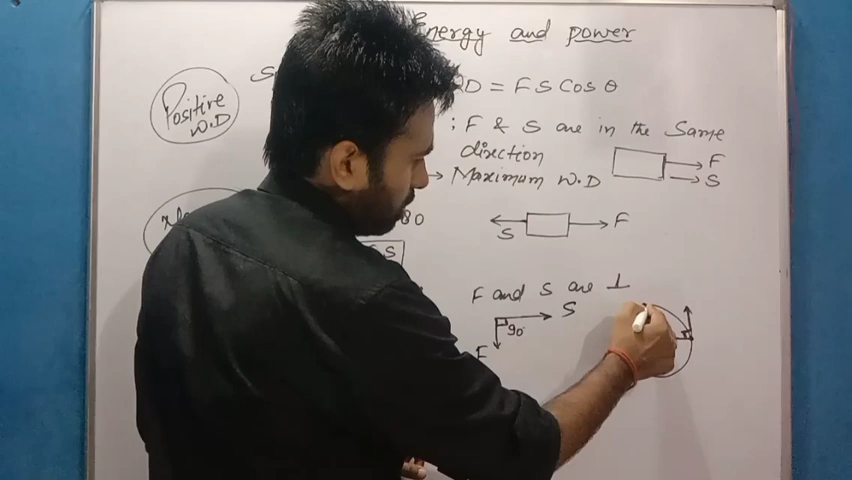 Energy and power
Positive
W.D
S
D = F S Cos θ
; F & S are in the Same
direction
→ Maximum W.D
F
S
80
S
F
S
F and S are ⊥
S
90
F